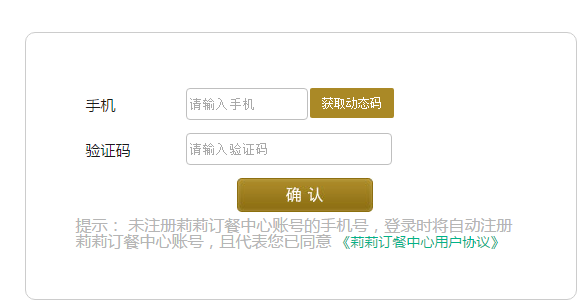 手机 请输入手机 获取动态码
验证码 请输入验证码
确 认
提示： 未注册莉莉订餐中心账号的手机号，登录时将自动注册
莉莉订餐中心账号，且代表您已同意 《莉莉订餐中心用户协议》